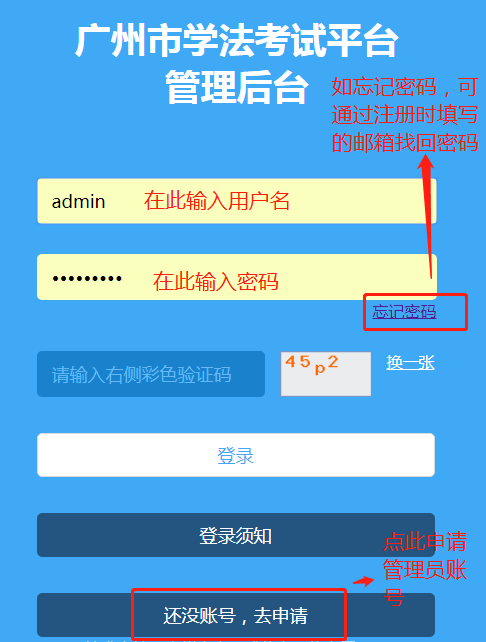 广州市学法考试平台
管理后台
如忘记密码，可
通过注册时填写
的邮箱找回密码
admin
在此输入用户名
•••••••••
在此输入密码
忘记密码
请输入右侧彩色验证码
45p2
换一张
登录
登录须知
点此申请
管理员账
号
还没账号，去申请